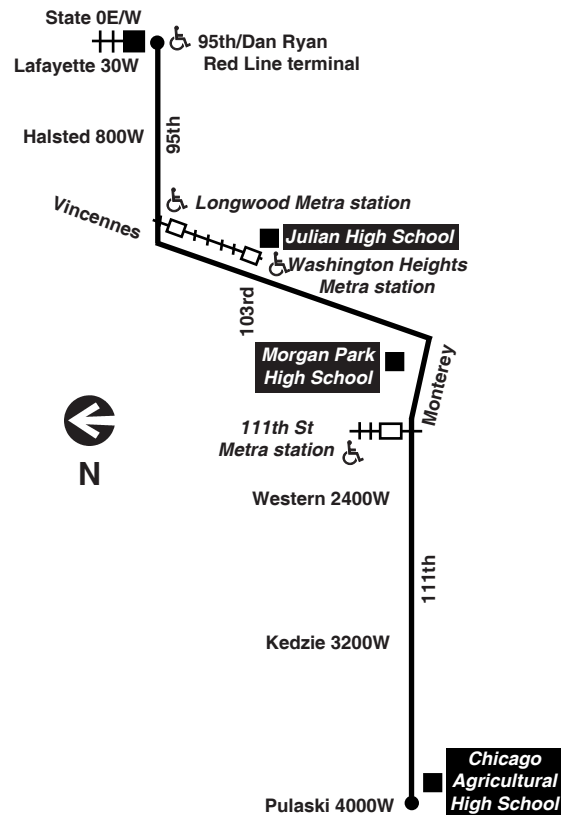 State 0E/W
Lafayette 30W
95th/Dan Ryan
Red Line terminal
Halsted 800W
95th
Vincennes
Longwood Metra station
Julian High School
Washington Heights
Metra station
103rd
Morgan Park
High School
Monterey
111th St
Metra station
N
Western 2400W
111th
Kedzie 3200W
Chicago
Agricultural
High School
Pulaski 4000W